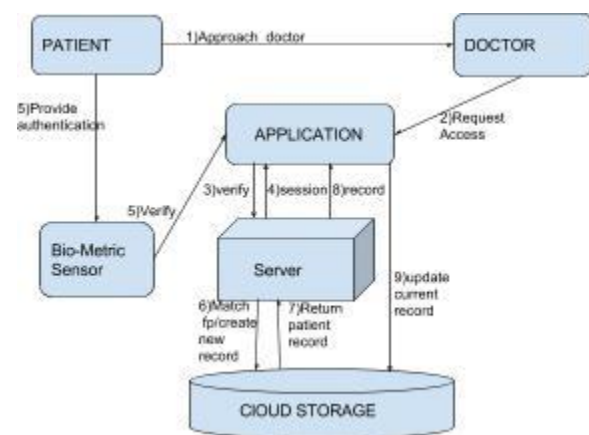 PATIENT
1)Approach doctor
DOCTOR
5)Provide
authentication
APPLICATION
2)Request
Access
3)verify
4)session
8)record
5)Verify
Bio-Metric
Sensor
Server
9)update
current
record
6)Match
fp/create
new
record
7)Return
patient
record
ClOUD STORAGE